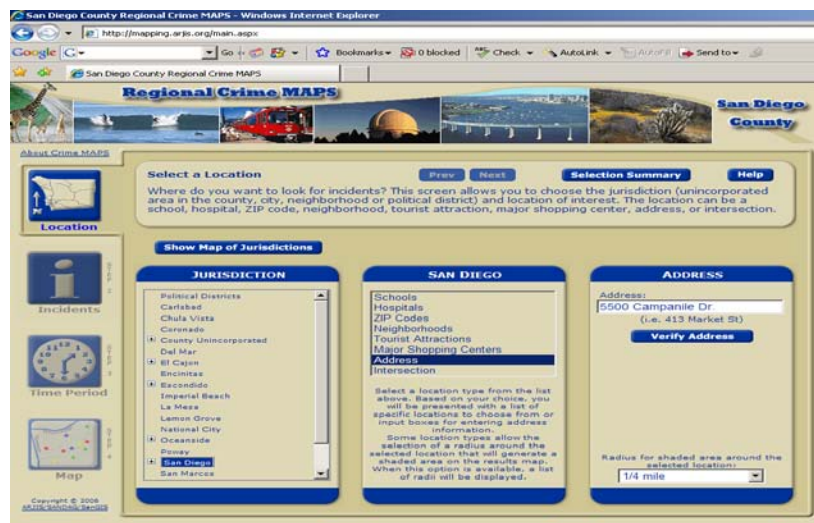 San Diego County Regional Crime MAPS - Windows Internet Explorer
http://mapping.arjis.org/main.aspx
Google G Go Bookmarks 0 blocked Check AutoLink AutoFill Send to
San Diego County Regional Crime MAPS
Regional Crime MAPS
San Diego
County
About Crime MAPS
Select a Location Prev Next Selection Summary Help
Where do you want to look for incidents? This screen allows you to choose the jurisdiction (unincorporated
area in the county, city, neighborhood or political district) and location of interest. The location can be a
school, hospital, ZIP code, neighborhood, tourist attraction, major shopping center, address, or intersection.
N
Location
Show Map of Jurisdictions
JURISDICTION
Political Districts
Carlsbad
Chula Vista
Coronado
County Unincorporated
Del Mar
El Cajon
Encinitas
Escondido
Imperial Beach
La Mesa
Lemon Grove
National City
Oceanside
Poway
San Diego
San Marcos
SAN DIEGO
Schools
Hospitals
ZIP Codes
Neighborhoods
Tourist Attractions
Major Shopping Centers
Address
Intersection
Select a location type from the list
above. Based on your choice, you
will be presented with a list of
specific locations to choose from or
input boxes for entering address
information.
Some location types allow the
selection of a radius around the
selected location that will generate a
shaded area on the results map.
When this option is available, a list
of radii will be displayed.
ADDRESS
Address:
5500 Campanile Dr.
(i.e. 413 Market St)
Verify Address
Radius for shaded area around the
selected location:
1/4 mile
Incidents
Time Period
Map
Copyright © 2006
ARJIS/SANDAG/SanGIS